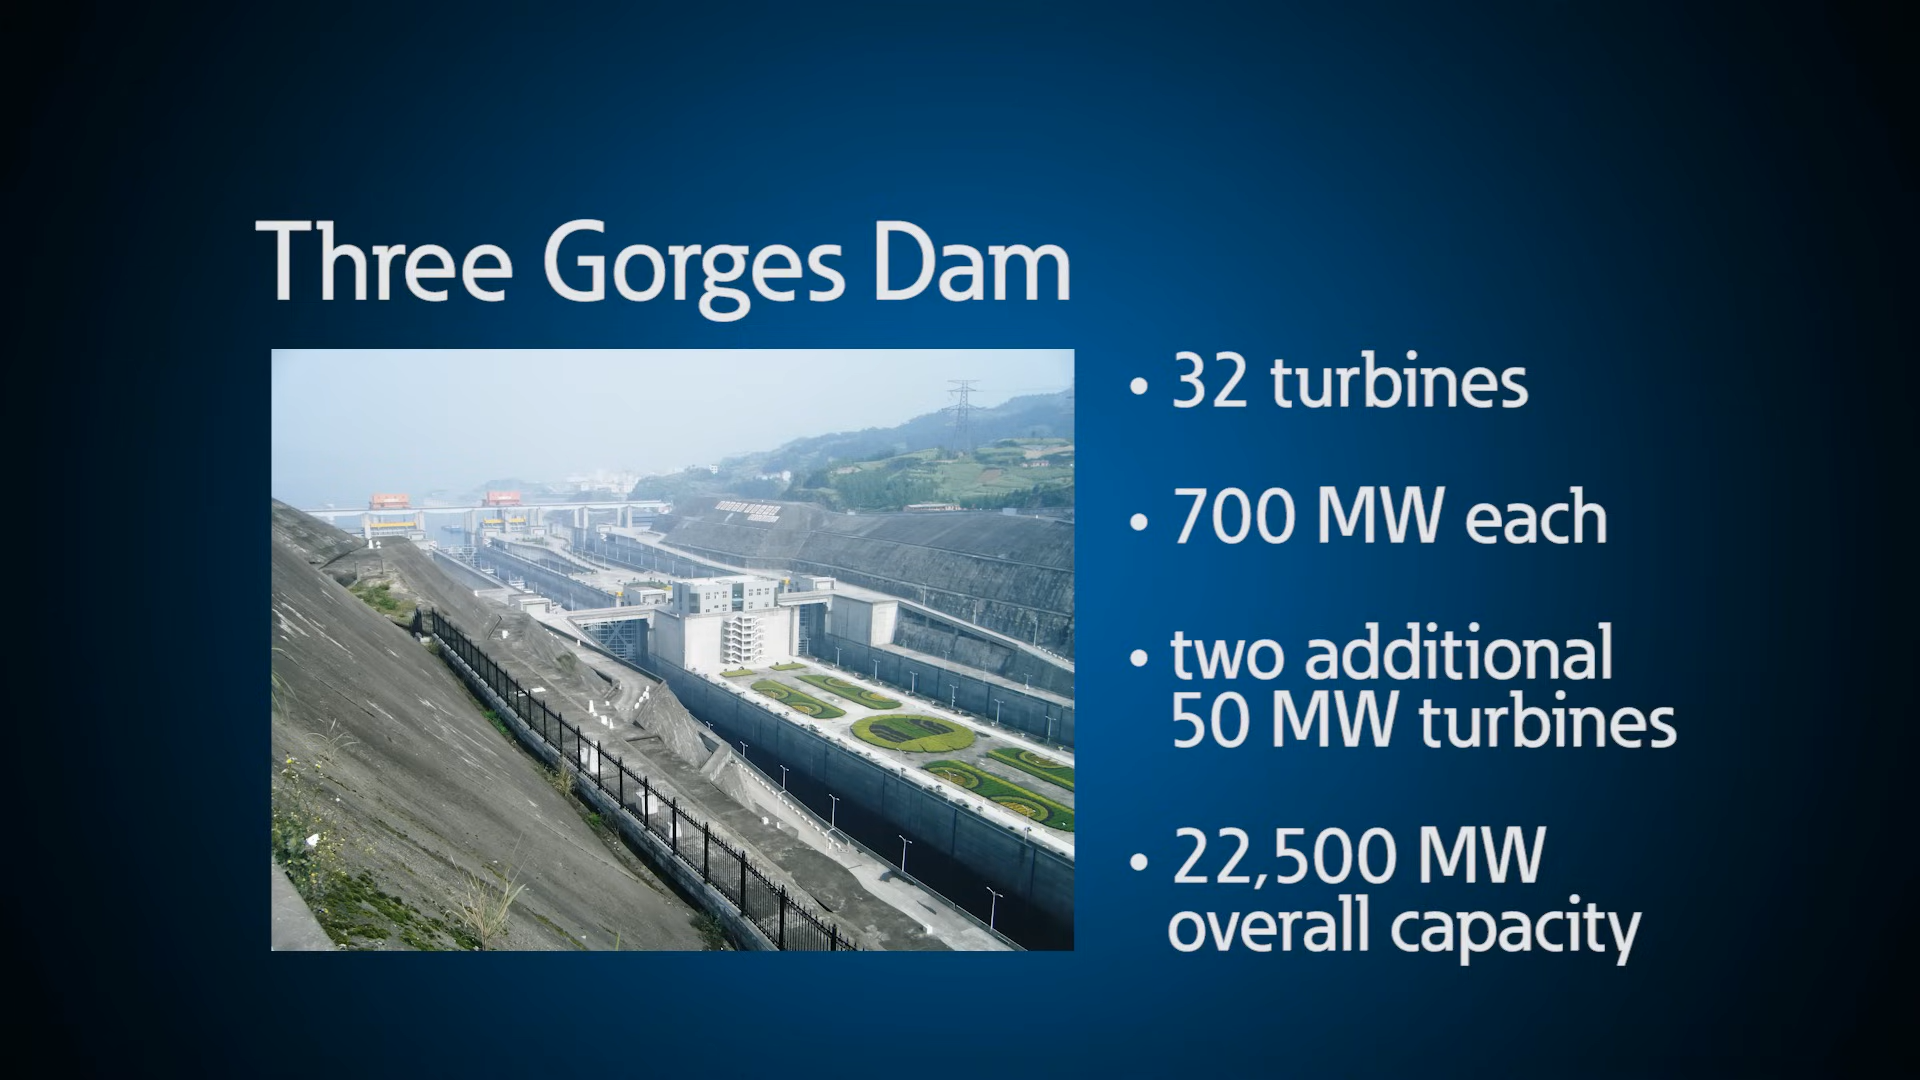 Three Gorges Dam
• 32 turbines
• 700 MW each
• two additional
50 MW turbines
• 22,500 MW
overall capacity